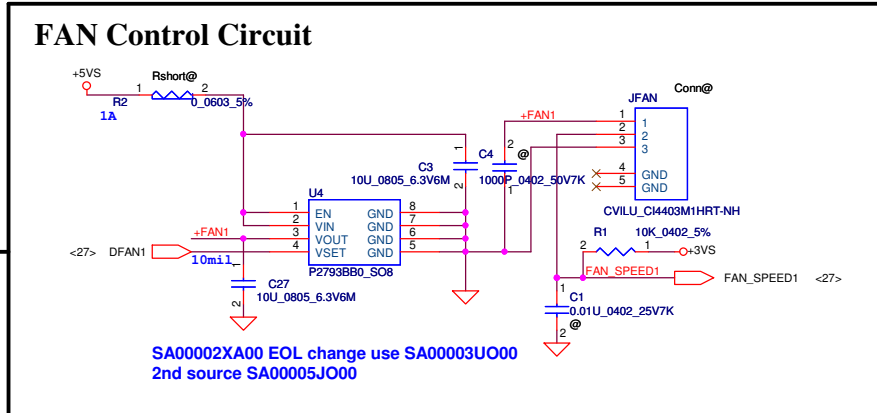 FAN Control Circuit
+5VS
Rshort@
1 2
R2 0_0603_5%
1A
Conn@
JFAN
+FAN1 1 1
2 2
3 3
4 GND
5 GND
CVILU_CI4403M1HRT-NH
C3
10U_0805_6.3V6M
1
2
C4
2 @
1000P_0402_50V7K
1
U4
1 EN GND 8
2 VIN GND 7
+FAN1 3 VOUT GND 6
<27> DFAN1 4 VSET GND 5
10mil
P2793BB0_SO8
1
C27
10U_0805_6.3V6M
2
R1 10K_0402_5%
2 1 +3VS
FAN_SPEED1 FAN_SPEED1 <27>
1
C1
0.01U_0402_25V7K
@
2
SA00002XA00 EOL change use SA00003UO00
2nd source SA00005JO00